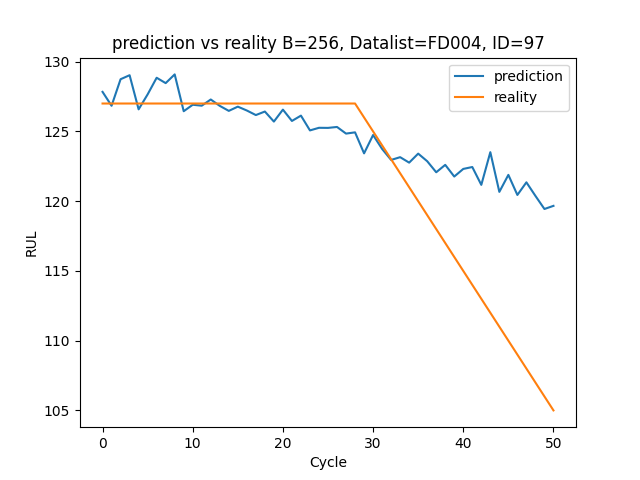 prediction vs reality B=256, Datalist=FD004, ID=97
prediction
reality
130
125
120
115
110
105
RUL
0 10 20 30 40 50
Cycle